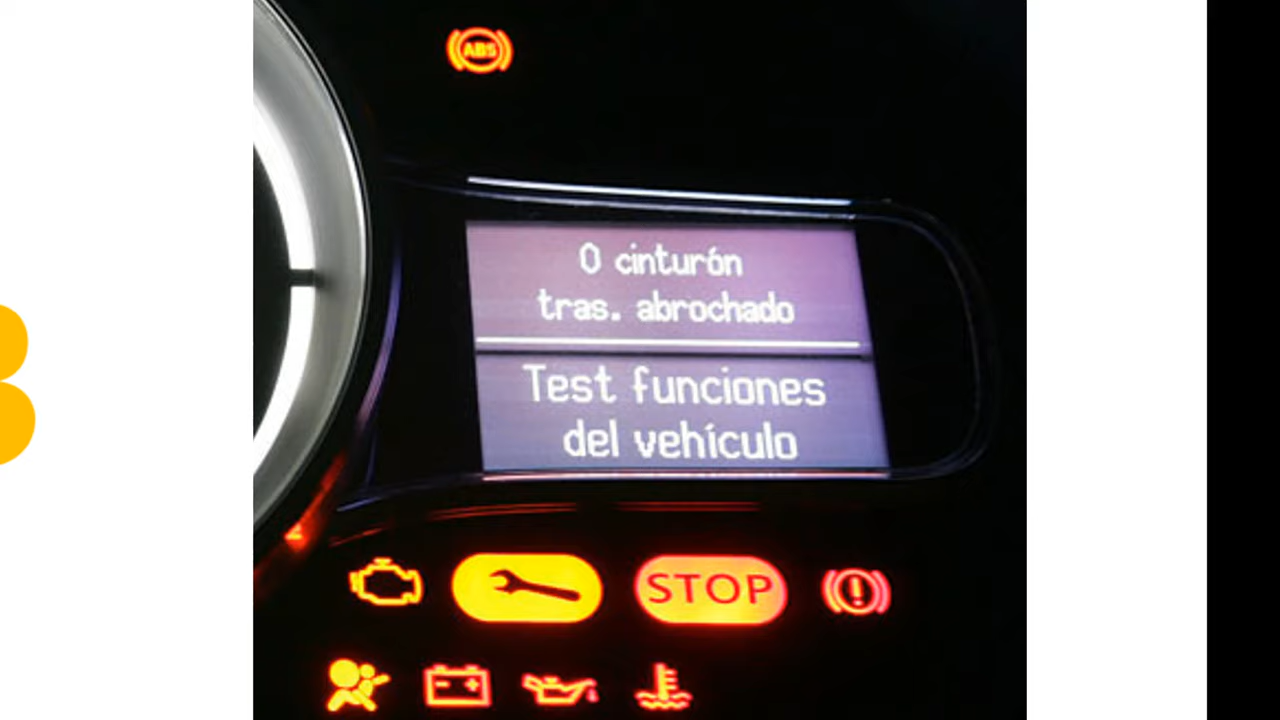 ABS
0 cinturón
tras. abrochado
Test funciones
del vehículo
STOP